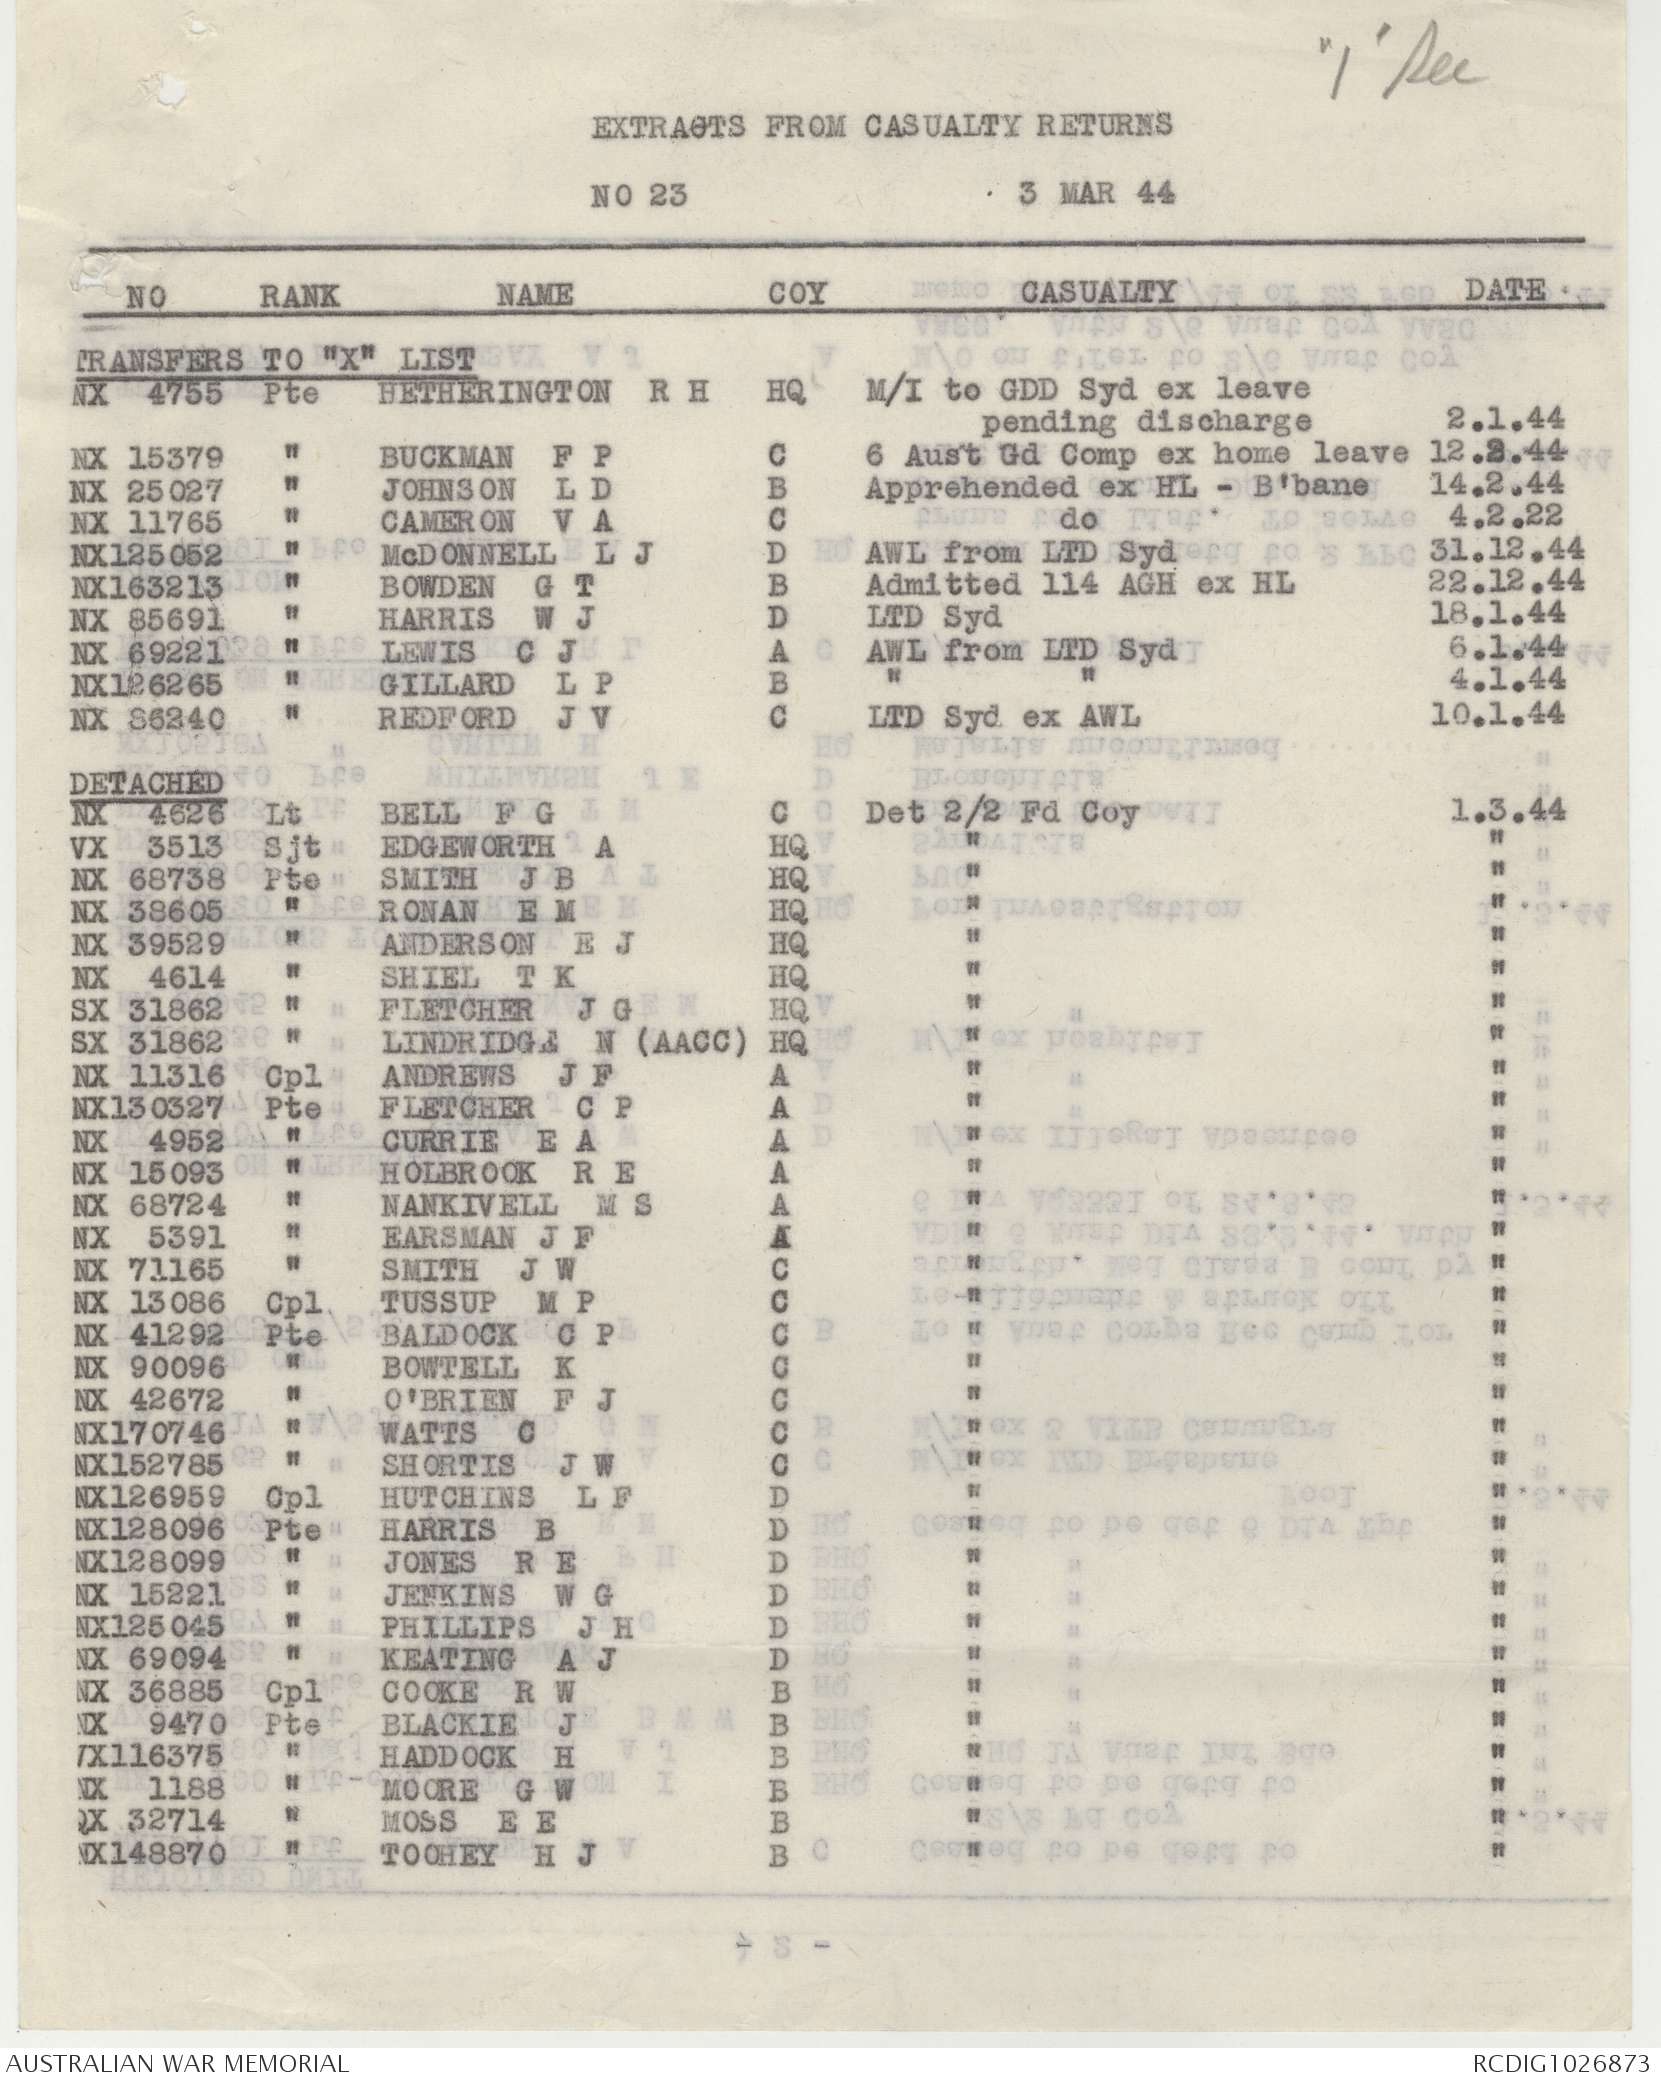 "I" Rec
EXTRACTS FROM CASUALTY RETURNS
NO 23 3 MAR 44
NO RANK NAME COY CASUALTY DATE
TRANSFERS TO "X" LIST
NX 4755 Pte HETHERINGTON R H HQ M/I to GDD Syd ex leave
pending discharge 2.1.44
NX 15379 " BUCKMAN F P C 6 Aust Gd Comp ex home leave 12.2.44
NX 25027 " JOHNSON L D B Apprehended ex HL - B'bane 14.2.44
NX 11765 " CAMERON V A C do 4.2.22
NX125052 " McDONNELL L J D AWL from LTD Syd 31.12.44
NX163213 " BOWDEN G T B Admitted 114 AGH ex HL 22.12.44
NX 85691 " HARRIS W J D LTD Syd 18.1.44
NX 69221 " LEWIS C J A AWL from LTD Syd 6.1.44
NX126265 " GILLARD L P B " " 4.1.44
NX 86240 " REDFORD J V C LTD Syd ex AWL 10.1.44
DETACHED
NX 4626 Lt BELL F G C Det 2/2 Fd Coy 1.3.44
VX 3513 Sjt EDGEWORTH A HQ " "
NX 68738 Pte SMITH J B HQ " "
NX 38605 " RONAN E M HQ " "
NX 39529 " ANDERSON E J HQ " "
NX 4614 " SHIEL T K HQ " "
SX 31862 " FLETCHER J G HQ " "
SX 31862 " LINDRIDGE N (AACC) HQ " "
NX 11316 Cpl ANDREWS J F A " "
NX130327 Pte FLETCHER C P A " "
NX 4952 " CURRIE E A A " "
NX 15093 " HOLBROOK R E A " "
NX 68724 " NANKIVELL M S A " "
NX 5391 " EARSMAN J F A " "
NX 71165 " SMITH J W C " "
NX 13086 Cpl TUSSUP M P C " "
NX 41292 Pte BALDOCK C P C " "
NX 90096 " BOWTELL K C " "
NX 42672 " O'BRIEN F J C " "
NX170746 " WATTS C C " "
NX152785 " SHORTIS J W C " "
NX126959 Cpl HUTCHINS L F D " "
NX128096 Pte HARRIS B D " "
NX128099 " JONES R E D " "
NX 15221 " JENKINS W G D " "
NX125045 " PHILLIPS J H D " "
NX 69094 " KEATING A J D " "
NX 36885 Cpl COOKE R W B " "
NX 9470 Pte BLACKIE J B " "
VX116375 " HADDOCK H B " "
NX 1188 " MOORE G W B " "
QX 32714 " MOSS E E B " "
NX148870 " TOOHEY H J B " "
AUSTRALIAN WAR MEMORIAL RCDIG1026873